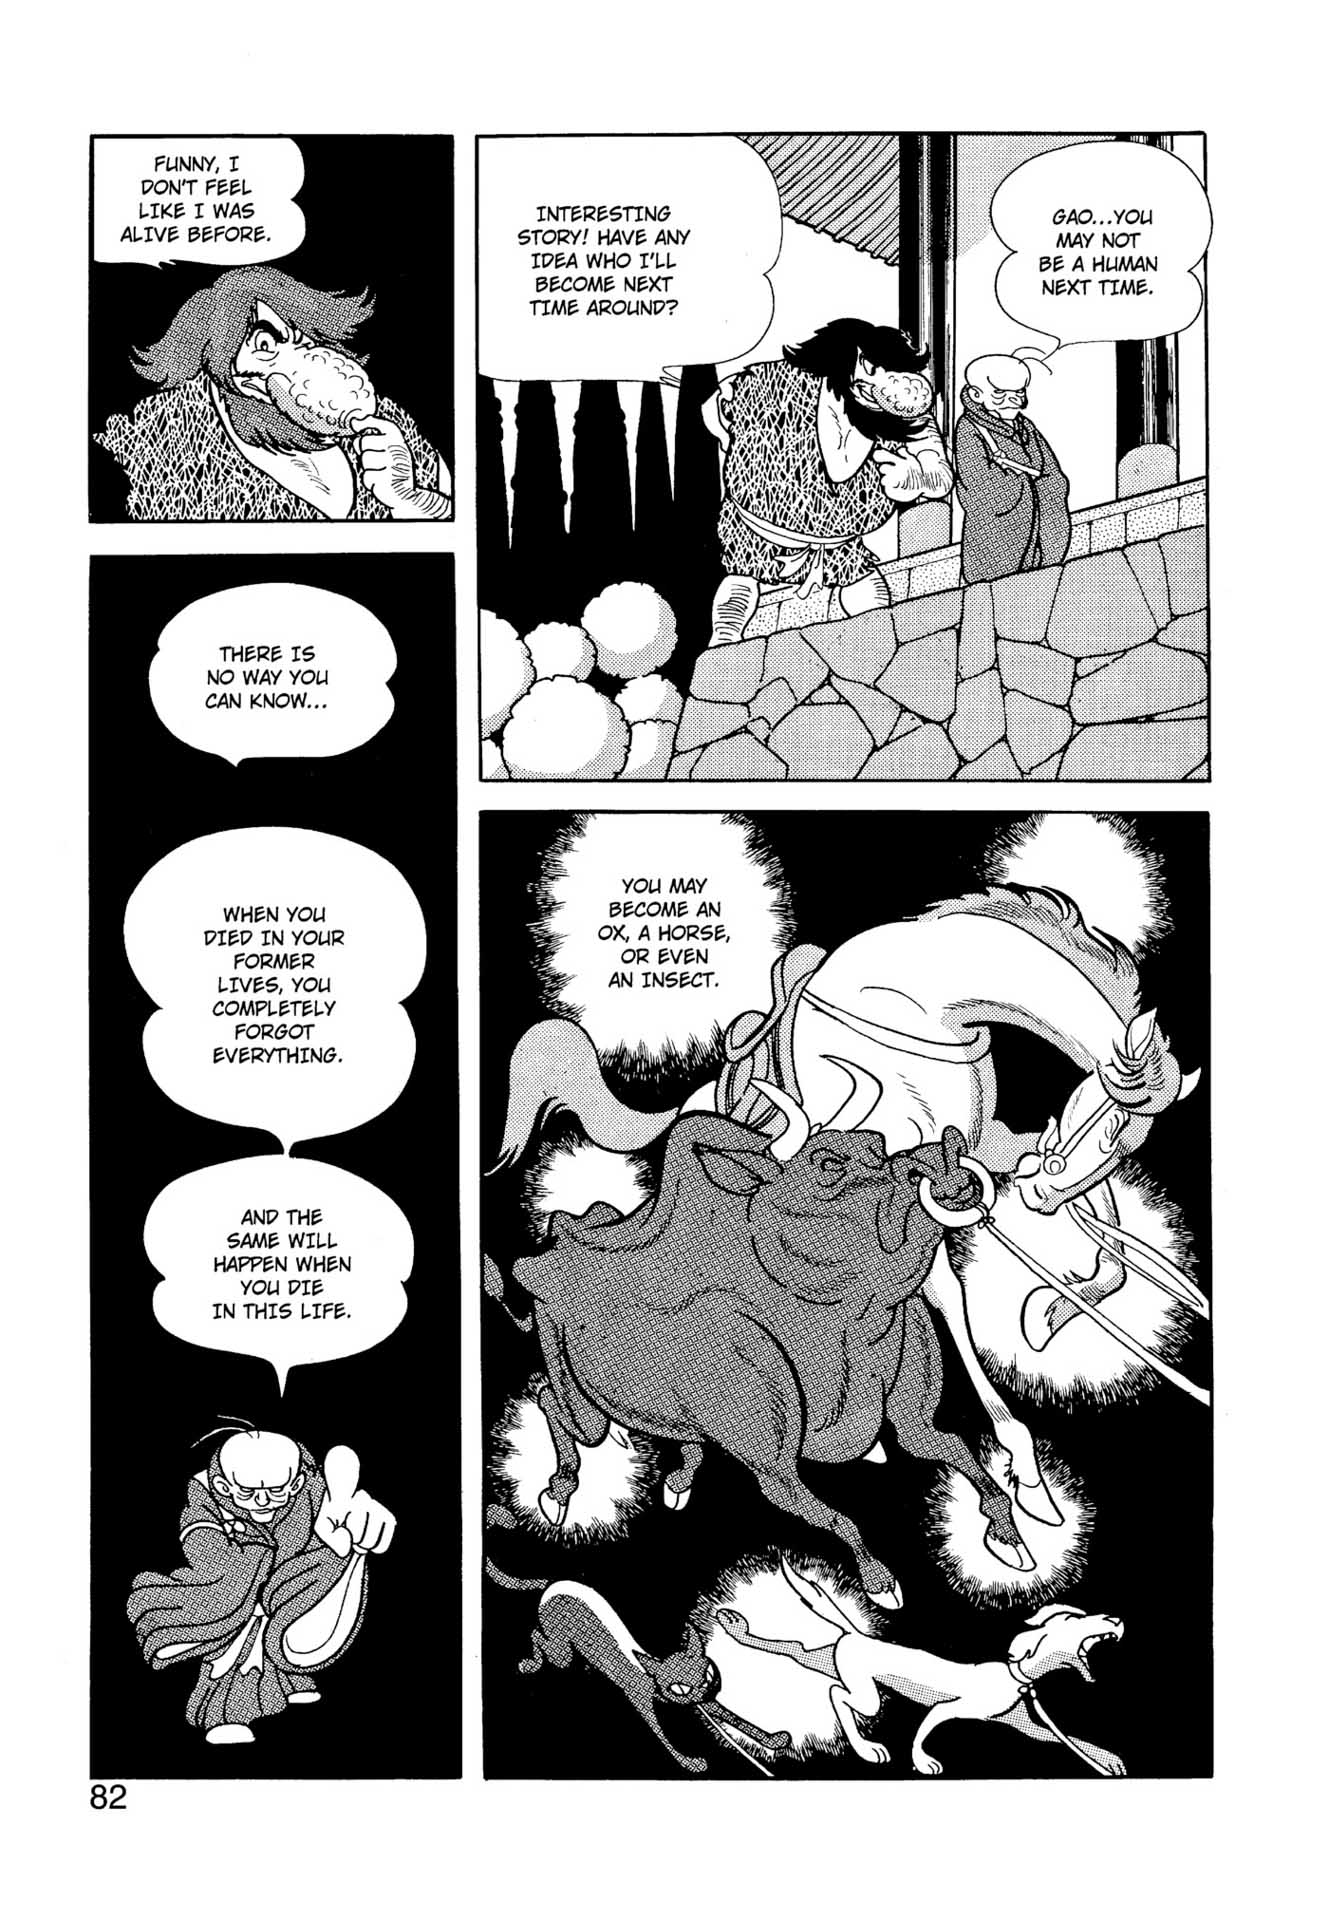 FUNNY, I
DON'T FEEL
LIKE I WAS
ALIVE BEFORE.
THERE IS
NO WAY YOU
CAN KNOW...
WHEN YOU
DIED IN YOUR
FORMER
LIVES, YOU
COMPLETELY
FORGOT
EVERYTHING.
AND THE
SAME WILL
HAPPEN WHEN
YOU DIE
IN THIS LIFE.
INTERESTING
STORY! HAVE ANY
IDEA WHO I'LL
BECOME NEXT
TIME AROUND?
GAO...YOU
MAY NOT
BE A HUMAN
NEXT TIME.
YOU MAY
BECOME AN
OX, A HORSE,
OR EVEN
AN INSECT.
82